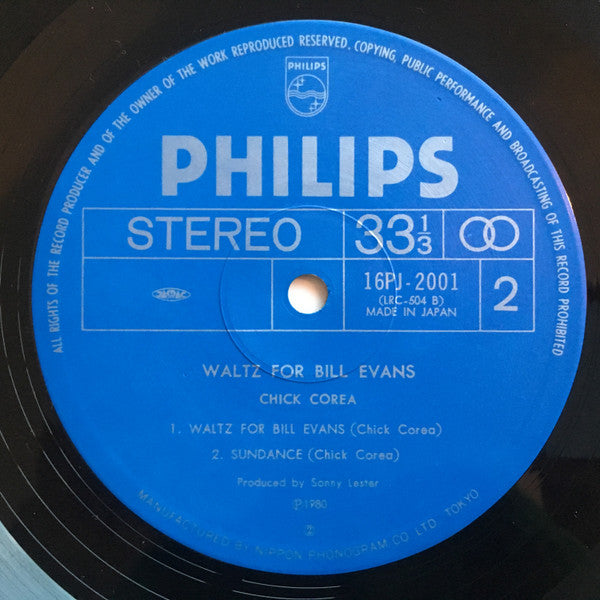 ALL RIGHTS OF THE RECORD PRODUCER AND OF THE OWNER OF THE WORK REPRODUCED RESERVED. COPYING, PUBLIC PERFORMANCE AND BROADCASTING OF THIS RECORD PROHIBITED
PHILIPS
PHILIPS
STEREO 33 1/3
16PJ-2001
(LRC-504 B)
MADE IN JAPAN
2
WALTZ FOR BILL EVANS
CHICK COREA
1. WALTZ FOR BILL EVANS (Chick Corea)
2. SUNDANCE (Chick Corea)
Produced by Sonny Lester
Ⓟ1980
MANUFACTURED BY NIPPON PHONOGRAM CO. LTD. TOKYO